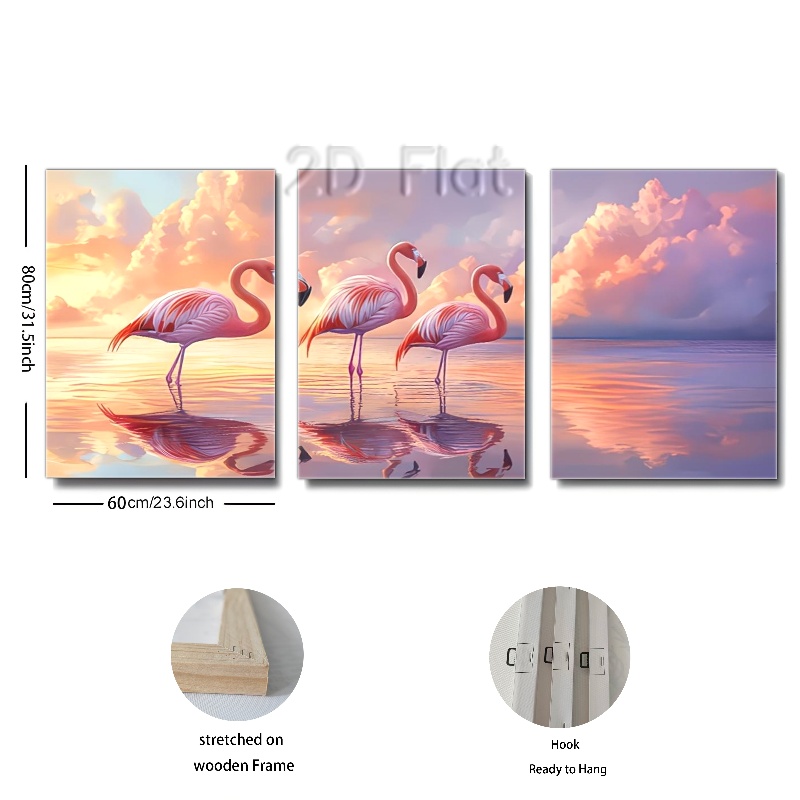 2D Flat
80cm/31.5inch
60cm/23.6inch
stretched on
wooden Frame
Hook
Ready to Hang